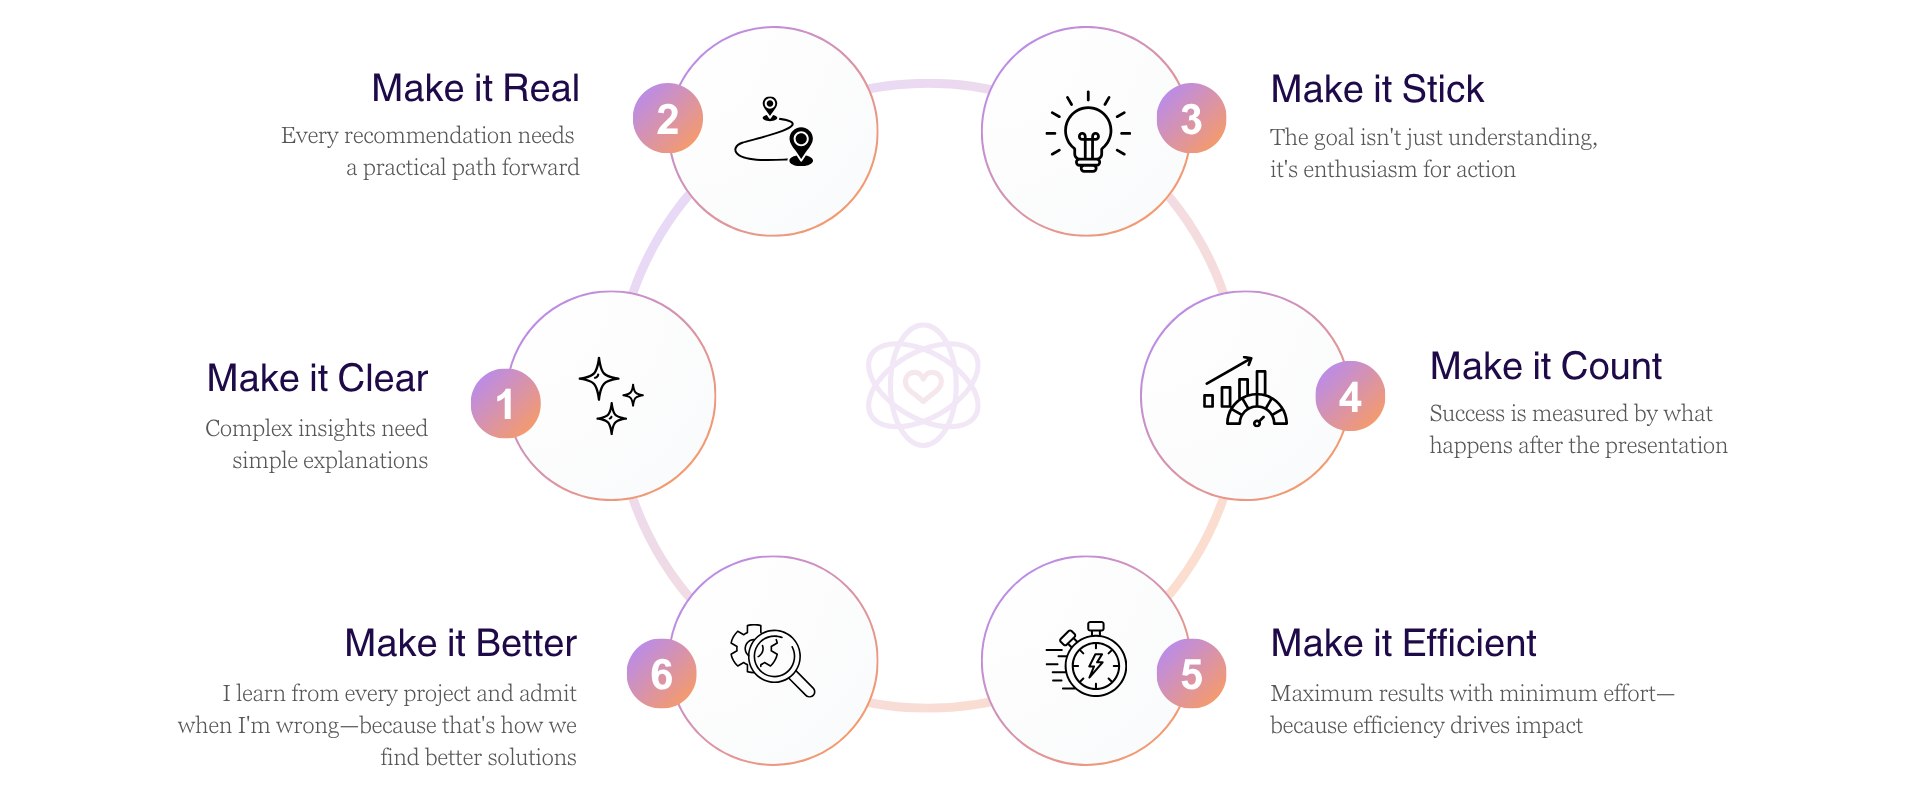 1
Make it Clear
Complex insights need
simple explanations
2
Make it Real
Every recommendation needs
a practical path forward
3
Make it Stick
The goal isn't just understanding,
it's enthusiasm for action
4
Make it Count
Success is measured by what
happens after the presentation
5
Make it Efficient
Maximum results with minimum effort—
because efficiency drives impact
6
Make it Better
I learn from every project and admit
when I'm wrong—because that's how we
find better solutions